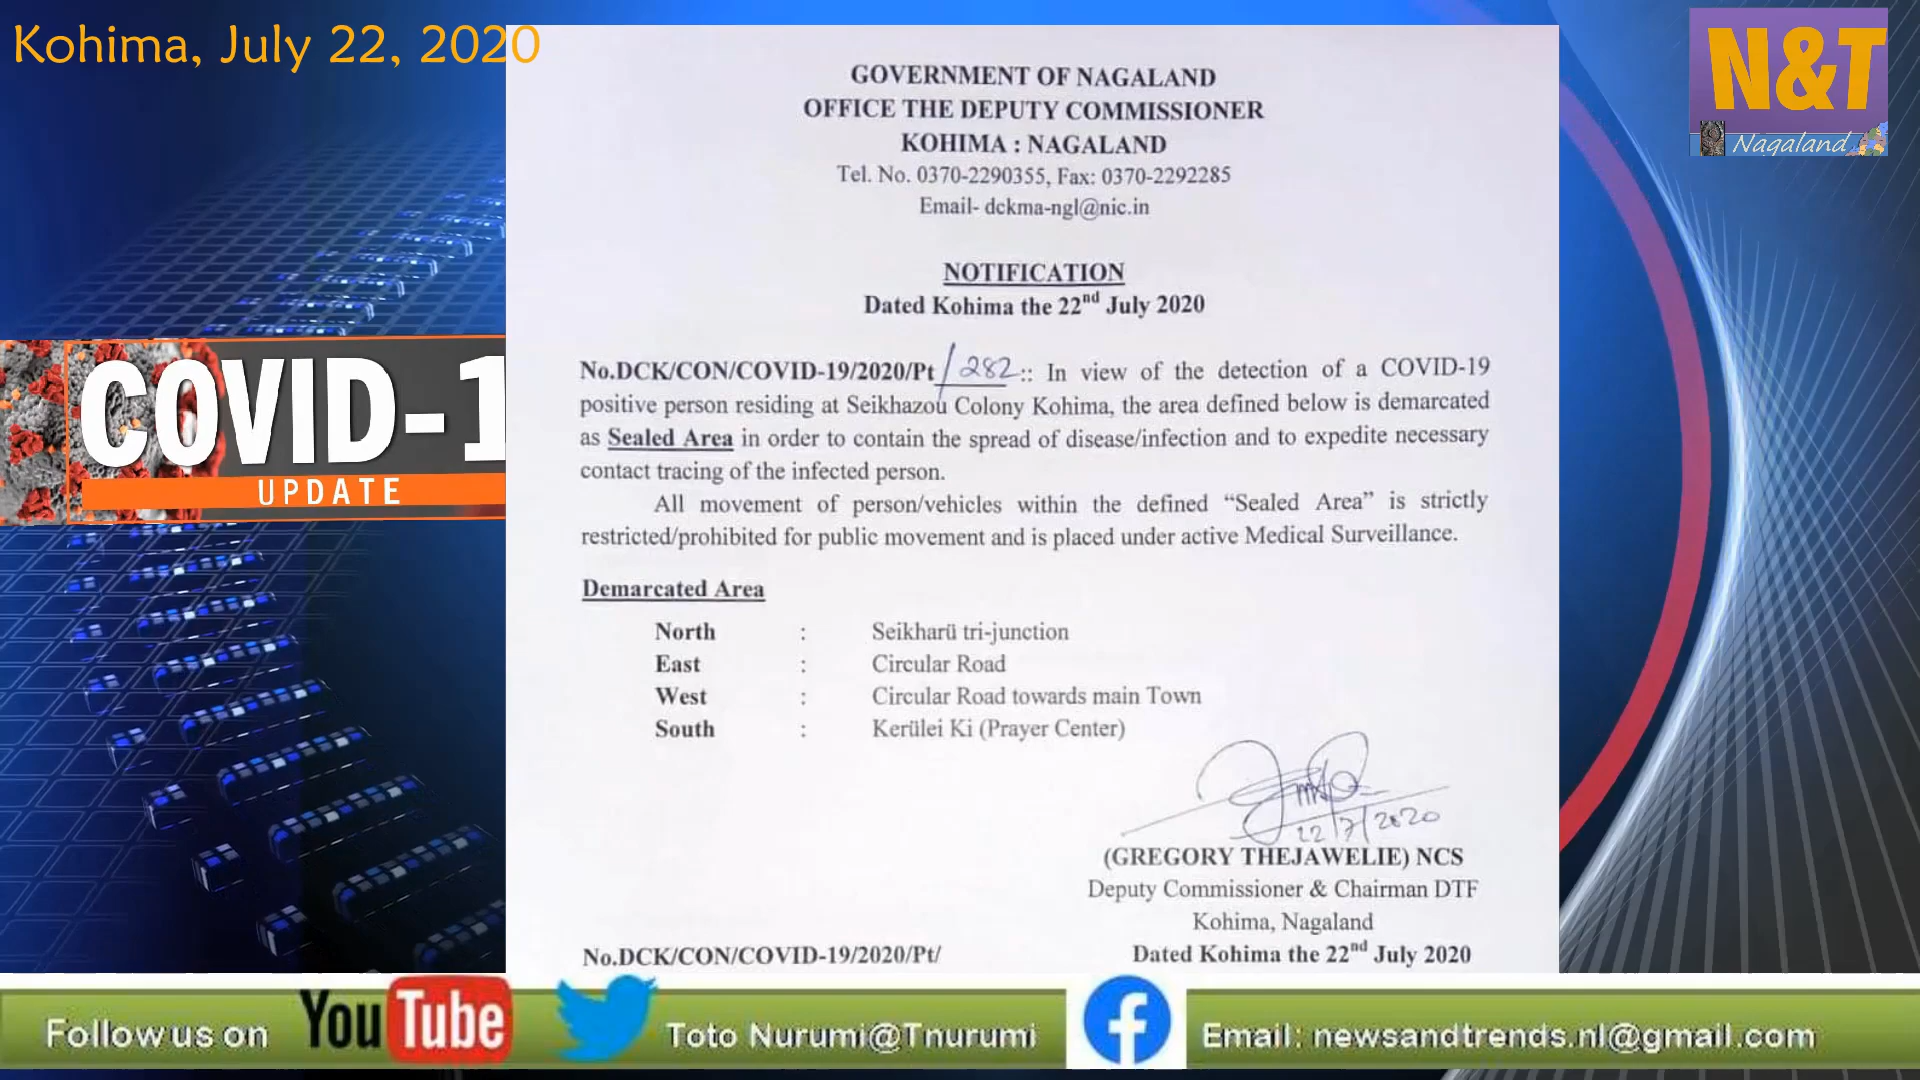 Kohima, July 22, 2020
N&T
Nagaland
COVID-1
UPDATE
GOVERNMENT OF NAGALAND
OFFICE THE DEPUTY COMMISSIONER
KOHIMA : NAGALAND
Tel. No. 0370-2290355, Fax: 0370-2292285
Email- dckma-ngl@nic.in
NOTIFICATION
Dated Kohima the 22nd July 2020
No.DCK/CON/COVID-19/2020/Pt /282 :: In view of the detection of a COVID-19
positive person residing at Seikhazou Colony Kohima, the area defined below is demarcated
as Sealed Area in order to contain the spread of disease/infection and to expedite necessary
contact tracing of the infected person.
All movement of person/vehicles within the defined “Sealed Area” is strictly
restricted/prohibited for public movement and is placed under active Medical Surveillance.
Demarcated Area
North : Seikharü tri-junction
East : Circular Road
West : Circular Road towards main Town
South : Kerülei Ki (Prayer Center)
22/7/2020
(GREGORY THEJAWELIE) NCS
Deputy Commissioner & Chairman DTF
Kohima, Nagaland
No.DCK/CON/COVID-19/2020/Pt/ Dated Kohima the 22nd July 2020
Follow us on YouTube Toto Nurumi@Tnurumi f Email: newsandtrends.nl@gmail.com